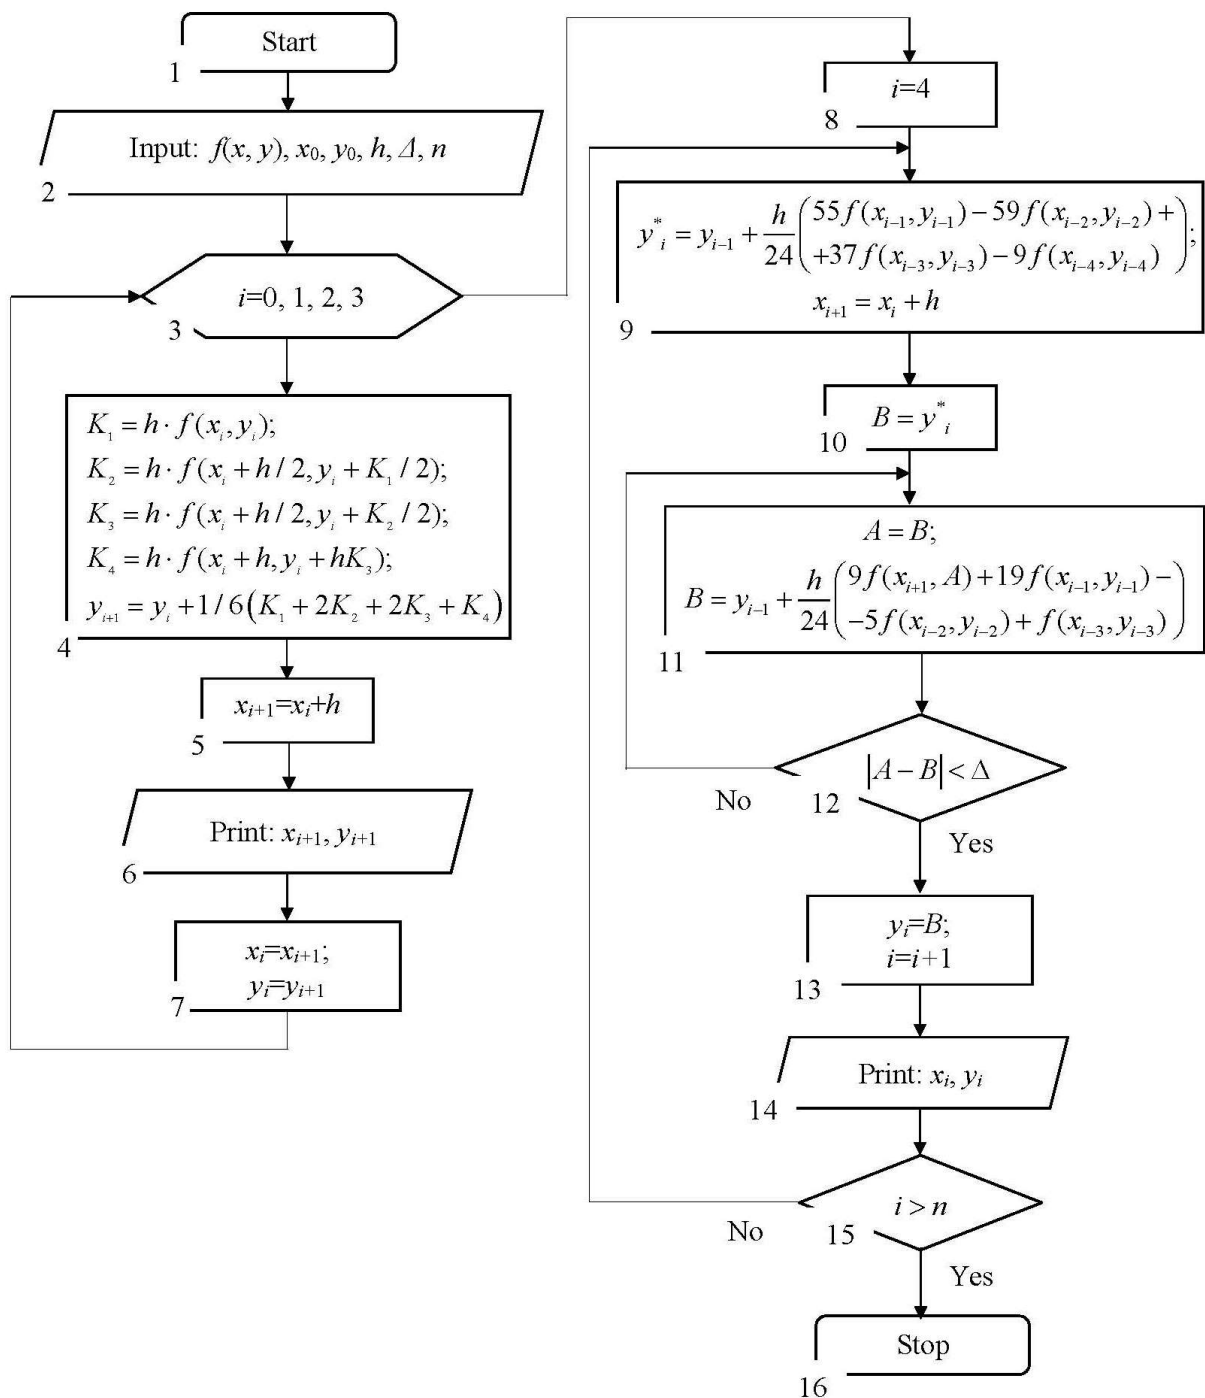 Start
1
Input: f(x, y), x₀, y₀, h, Δ, n
2
i=0, 1, 2, 3
3
K₁ = h · f(xᵢ, yᵢ);
K₂ = h · f(xᵢ + h / 2, yᵢ + K₁ / 2);
K₃ = h · f(xᵢ + h / 2, yᵢ + K₂ / 2);
K₄ = h · f(xᵢ + h, yᵢ + hK₃);
yᵢ₊₁ = yᵢ + 1 / 6(K₁ + 2K₂ + 2K₃ + K₄)
4
xᵢ₊₁=xᵢ+h
5
Print: xᵢ₊₁, yᵢ₊₁
6
xᵢ=xᵢ₊₁;
yᵢ=yᵢ₊₁
7
i=4
8
y*ᵢ = yᵢ₋₁ + h/24 (55f(xᵢ₋₁, yᵢ₋₁) − 59f(xᵢ₋₂, yᵢ₋₂) +
+37f(xᵢ₋₃, yᵢ₋₃) − 9f(xᵢ₋₄, yᵢ₋₄));
xᵢ₊₁ = xᵢ + h
9
B = y*ᵢ
10
A = B;
B = yᵢ₋₁ + h/24 (9f(xᵢ₊₁, A) + 19f(xᵢ₋₁, yᵢ₋₁) −
−5f(xᵢ₋₂, yᵢ₋₂) + f(xᵢ₋₃, yᵢ₋₃))
11
|A − B| < Δ
No
12
Yes
yᵢ=B;
i=i+1
13
Print: xᵢ, yᵢ
14
i > n
No
15
Yes
Stop
16